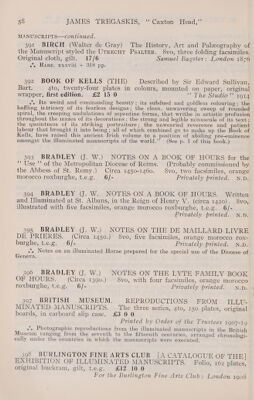 58 JAMES TREGASKIS, "Caxton Head,"
MANUSCRIPTS—continued.
391 BIRCH (Walter de Gray) The History, Art and Palæography of
the Manuscript styled the UTRECHT PSALTER. 8vo, three folding facsimiles.
Original cloth, gilt. 17/6 Samuel Bagster: London 1876
∴ RARE. xxxviii + 318 pp.
392 BOOK OF KELLS (THE) Described by Sir Edward Sullivan,
Bart. 4to, twenty-four plates in colours, mounted on paper, original
wrapper, first edition. £2 15 0 "The Studio" 1914
∴ Its weird and commanding beauty; its subdued and goldless colouring; the
baffling intricacy of its fearless designs; the clean, unwavering sweep of rounded
spiral; the creeping undulations of serpentine forms, that writhe in artistic profusion
throughout the mazes of its decorations; the strong and legible minuscule of its text;
the quaintness of its striking portraiture; the unwearied reverence and patient
labour that brought it into being; all of which combined go to make up the Book of
Kells, have raised this ancient Irish volume to a position of abiding pre-eminence
amongst the illuminated manuscripts of the world." (See p. 1 of this book.)
393 BRADLEY (J. W.) NOTES ON A BOOK OF HOURS for the
"Use" of the Metropolitan Diocese of Reims. (Probably commissioned by
the Abbess of St. Remy.) Circa 1450-1460. 8vo, two facsimiles, orange
morocco roxburghe, t.e.g. 6/- Privately printed. N.D.
394 BRADLEY (J. W.) NOTES ON A BOOK OF HOURS. Written
and Illuminated at St. Albans, in the Reign of Henry V. (circa 1420). 8vo,
illustrated with five facsimiles, orange morocco roxburghe, t.e.g. 6/-
Privately printed. N.D.
395 BRADLEY (J. W.) NOTES ON THE DE MAILLARD LIVRE
DE PRIERES. (Circa 1450.) 8vo, five facsimiles, orange morocco rox-
burghe, t.e.g. 6/- Privately printed. N.D.
∴ Notes on an illuminated Horae prepared for the special use of the Diocese of
Geneva.
396 BRADLEY (J. W.) NOTES ON THE LYTE FAMILY BOOK
OF HOURS. (Circa 1390.) 8vo, with four facsimiles, orange morocco
roxburghe, t.e.g. 6/- Privately printed. N.D.
397 BRITISH MUSEUM. REPRODUCTIONS FROM ILLU-
MINATED MANUSCRIPTS. The three series, 4to, 150 plates, original
boards, in carboard slip case. £3 0 0
Printed by Order of the Trustees 1907-19
∴ Photographic reproductions from the illuminated manuscripts in the British
Museum ranging from the seventh to the fifteenth centuries, arranged chronologi-
cally under the countries in which the manuscripts were executed.
398 BURLINGTON FINE ARTS CLUB [A CATALOGUE OF THE]
EXHIBITION OF ILLUMINATED MANUSCRIPTS. Folio, 162 plates,
original buckram, gilt, t.e.g. £32 10 0
For the Burlington Fine Arts Club: London 1908